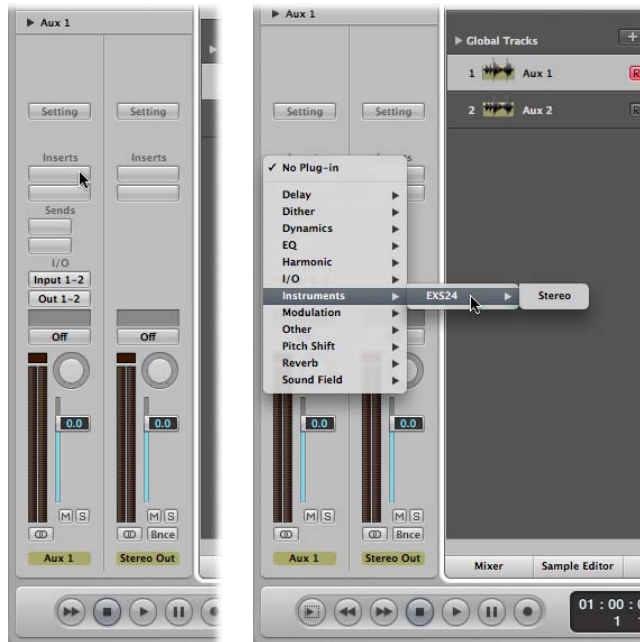 Aux 1
Setting
Setting
Inserts
Inserts
Sends
I/O
Input 1-2
Out 1-2
Off
Off
0.0
0.0
M S
M S
Bnce
Aux 1
Stereo Out
Aux 1
Setting
Setting
✓ No Plug-in
Delay
Dither
Dynamics
EQ
Harmonic
I/O
Instruments
Modulation
Other
Pitch Shift
Reverb
Sound Field
EXS24
Stereo
0.0
0.0
M S
M S
Bnce
Aux 1
Stereo Out
Global Tracks
1 Aux 1 R
2 Aux 2 R
Mixer
Sample Editor
01 : 00 :
1